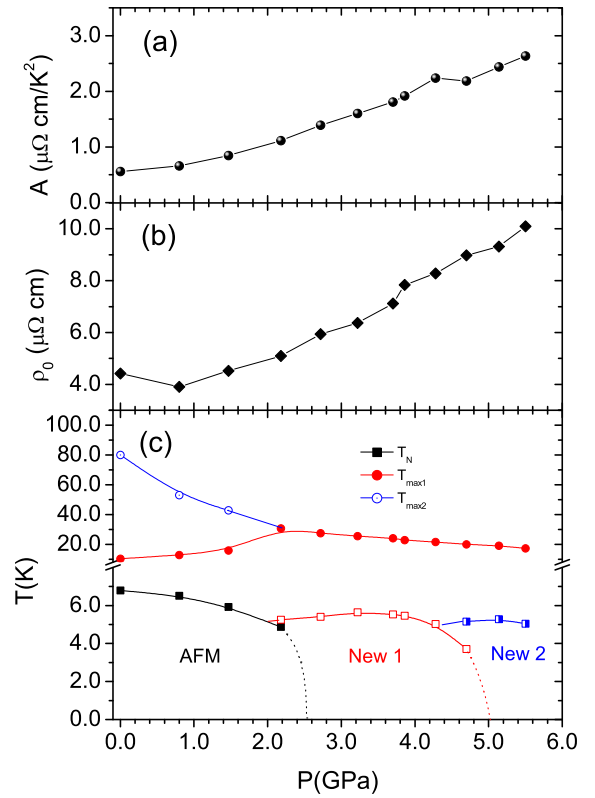 (a)
A (μΩ cm/K²)
3.0
2.0
1.0
0.0
(b)
ρ₀ (μΩ cm)
10.0
8.0
6.0
4.0
(c)
T(K)
100.0
80.0
60.0
40.0
20.0
6.0
4.0
2.0
0.0
T_N
T_max1
T_max2
AFM
New 1
New 2
0.0 1.0 2.0 3.0 4.0 5.0 6.0
P(GPa)